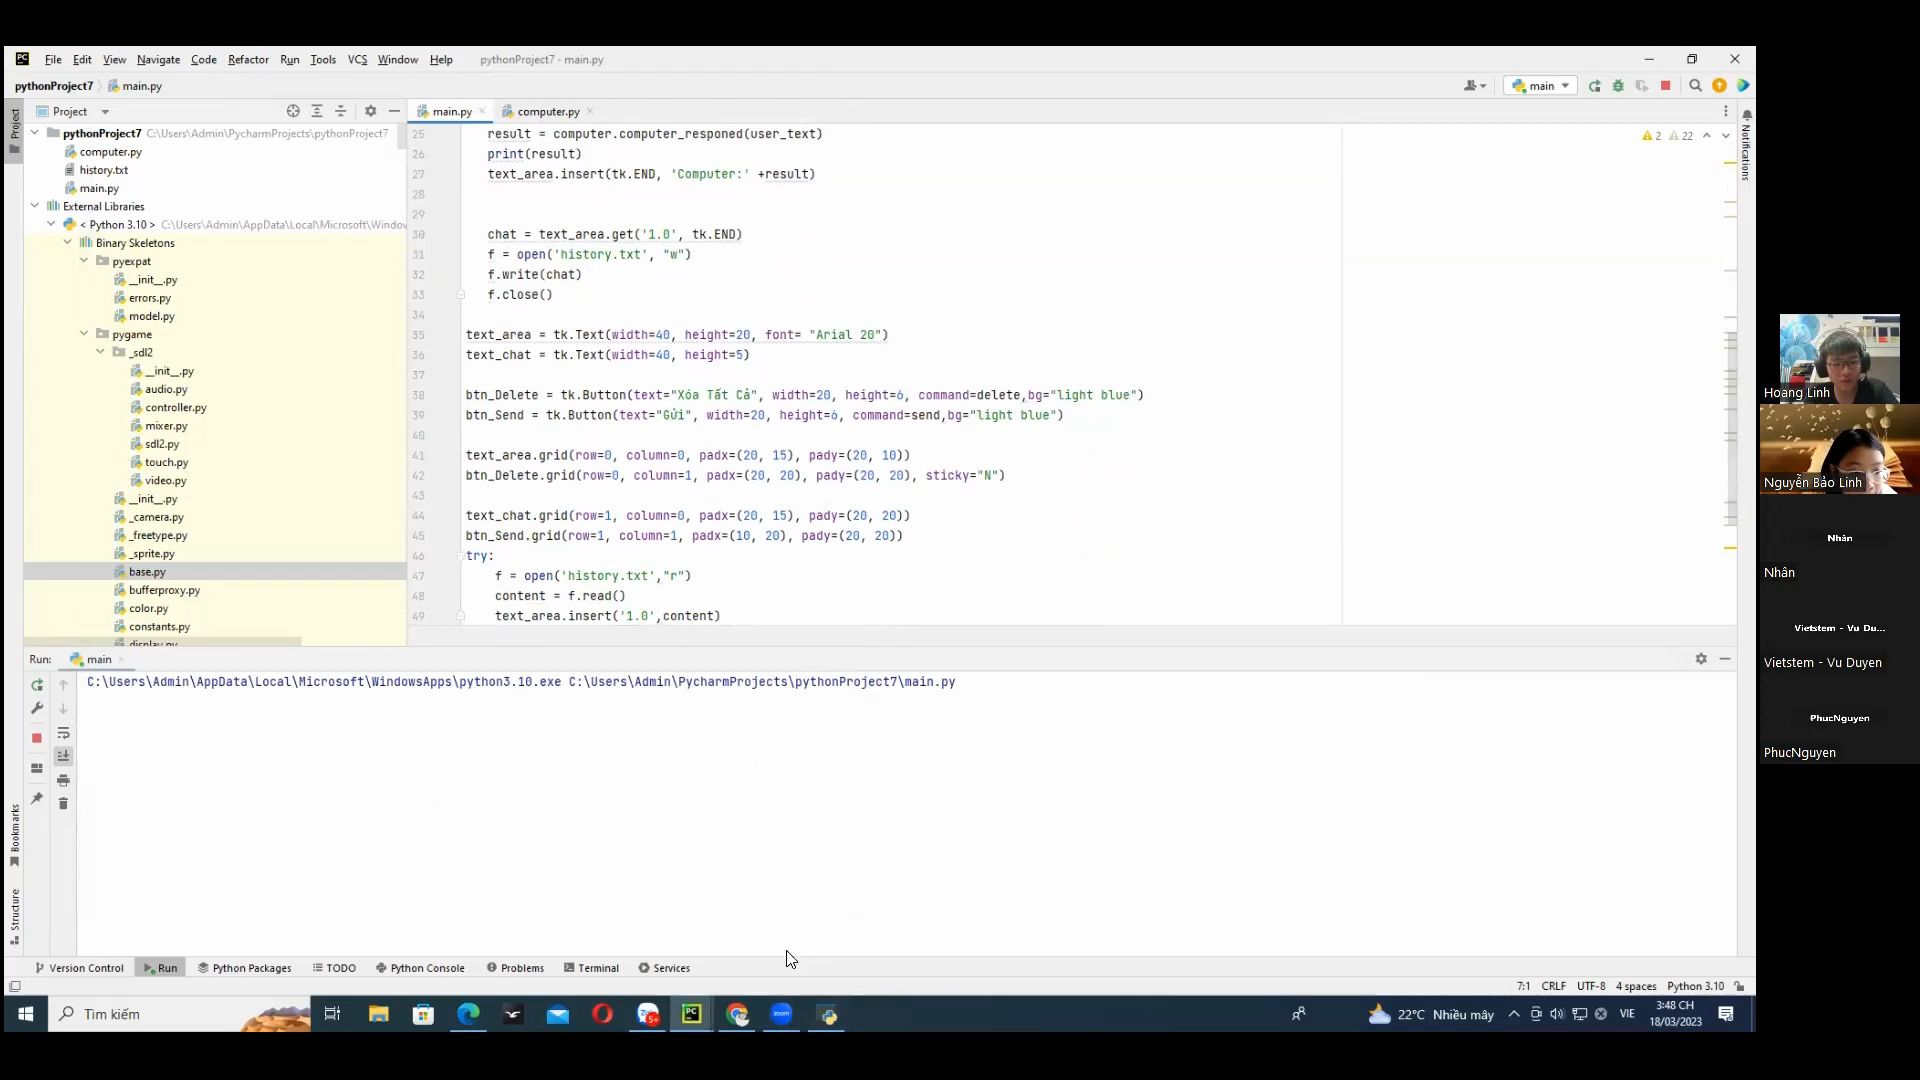 File Edit View Navigate Code Refactor Run Tools VCS Window Help pythonProject7 - main.py
pythonProject7 main.py
main
Project
main.py
computer.py
pythonProject7 C:\Users\Admin\PycharmProjects\pythonProject7
computer.py
history.txt
main.py
External Libraries
< Python 3.10 > C:\Users\Admin\AppData\Local\Microsoft\Windo
Binary Skeletons
pyexpat
__init__.py
errors.py
model.py
pygame
_sdl2
__init__.py
audio.py
controller.py
mixer.py
sdl2.py
touch.py
video.py
__init__.py
_camera.py
_freetype.py
_sprite.py
base.py
bufferproxy.py
color.py
constants.py
display.py
2 22
25 result = computer.computer_responed(user_text)
26 print(result)
27 text_area.insert(tk.END, 'Computer:' +result)
28
29
30 chat = text_area.get('1.0', tk.END)
31 f = open('history.txt', "w")
32 f.write(chat)
33 f.close()
34
35 text_area = tk.Text(width=40, height=20, font= "Arial 20")
36 text_chat = tk.Text(width=40, height=5)
37
38 btn_Delete = tk.Button(text="Xóa Tất Cả", width=20, height=6, command=delete,bg="light blue")
39 btn_Send = tk.Button(text="Gửi", width=20, height=6, command=send,bg="light blue")
40
41 text_area.grid(row=0, column=0, padx=(20, 15), pady=(20, 10))
42 btn_Delete.grid(row=0, column=1, padx=(20, 20), pady=(20, 20), sticky="N")
43
44 text_chat.grid(row=1, column=0, padx=(20, 15), pady=(20, 20))
45 btn_Send.grid(row=1, column=1, padx=(10, 20), pady=(20, 20))
46 try:
47 f = open('history.txt',"r")
48 content = f.read()
49 text_area.insert('1.0',content)
Project
Bookmarks
Structure
Notifications
Run: main
C:\Users\Admin\AppData\Local\Microsoft\WindowsApps\python3.10.exe C:\Users\Admin\PycharmProjects\pythonProject7\main.py
Version Control Run Python Packages TODO Python Console Problems Terminal Services
7:1 CRLF UTF-8 4 spaces Python 3.10
Tìm kiếm
5+
PC
zoom
22°C Nhiều mây
VIE
3:48 CH
18/03/2023
Hoang Linh
Nguyễn Bảo Linh
Nhân
Nhân
Vietstem - Vu Du...
Vietstem - Vu Duyen
PhucNguyen
PhucNguyen